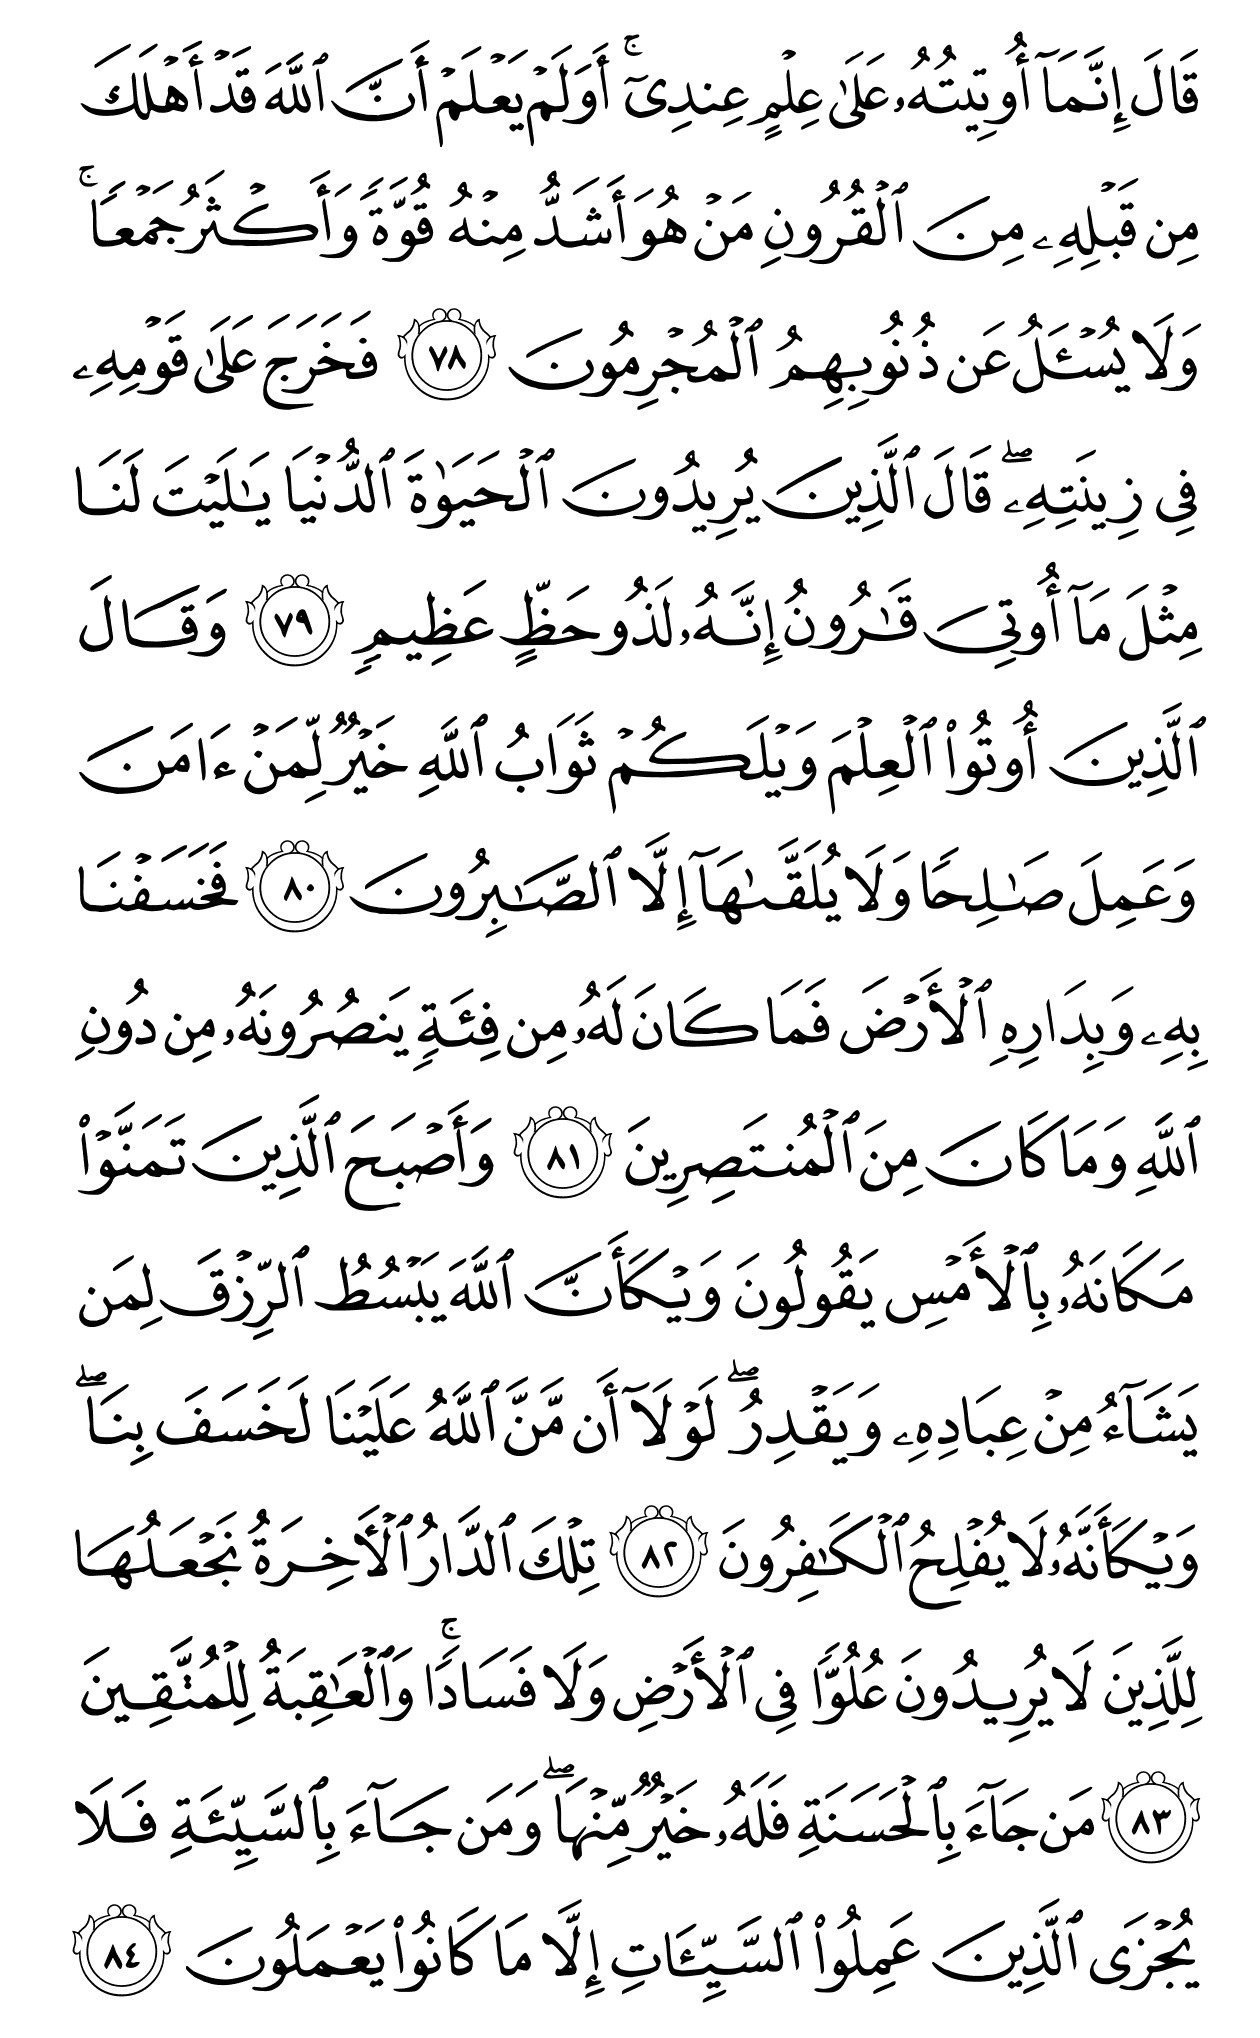 قَالَ إِنَّمَآ أُوتِيتُهُۥ عَلَىٰ عِلۡمٍ عِندِيٓۚ أَوَلَمۡ يَعۡلَمۡ أَنَّ ٱللَّهَ قَدۡ أَهۡلَكَ
مِن قَبۡلِهِۦ مِنَ ٱلۡقُرُونِ مَنۡ هُوَ أَشَدُّ مِنۡهُ قُوَّةٗ وَأَكۡثَرُ جَمۡعٗاۚ
وَلَا يُسۡـَٔلُ عَن ذُنُوبِهِمُ ٱلۡمُجۡرِمُونَ ٧٨ فَخَرَجَ عَلَىٰ قَوۡمِهِۦ
فِي زِينَتِهِۦۖ قَالَ ٱلَّذِينَ يُرِيدُونَ ٱلۡحَيَوٰةَ ٱلدُّنۡيَا يَٰلَيۡتَ لَنَا
مِثۡلَ مَآ أُوتِيَ قَٰرُونُ إِنَّهُۥ لَذُو حَظٍّ عَظِيمٖ ٧٩ وَقَالَ
ٱلَّذِينَ أُوتُواْ ٱلۡعِلۡمَ وَيۡلَكُمۡ ثَوَابُ ٱللَّهِ خَيۡرٞ لِّمَنۡ ءَامَنَ
وَعَمِلَ صَٰلِحٗا وَلَا يُلَقَّىٰهَآ إِلَّا ٱلصَّٰبِرُونَ ٨٠ فَخَسَفۡنَا
بِهِۦ وَبِدَارِهِ ٱلۡأَرۡضَ فَمَا كَانَ لَهُۥ مِن فِئَةٖ يَنصُرُونَهُۥ مِن دُونِ
ٱللَّهِ وَمَا كَانَ مِنَ ٱلۡمُنتَصِرِينَ ٨١ وَأَصۡبَحَ ٱلَّذِينَ تَمَنَّوۡاْ
مَكَانَهُۥ بِٱلۡأَمۡسِ يَقُولُونَ وَيۡكَأَنَّ ٱللَّهَ يَبۡسُطُ ٱلرِّزۡقَ لِمَن
يَشَآءُ مِنۡ عِبَادِهِۦ وَيَقۡدِرُۖ لَوۡلَآ أَن مَّنَّ ٱللَّهُ عَلَيۡنَا لَخَسَفَ بِنَاۖ
وَيۡكَأَنَّهُۥ لَا يُفۡلِحُ ٱلۡكَٰفِرُونَ ٨٢ تِلۡكَ ٱلدَّارُ ٱلۡأٓخِرَةُ نَجۡعَلُهَا
لِلَّذِينَ لَا يُرِيدُونَ عُلُوّٗا فِي ٱلۡأَرۡضِ وَلَا فَسَادٗاۚ وَٱلۡعَٰقِبَةُ لِلۡمُتَّقِينَ
٨٣ مَن جَآءَ بِٱلۡحَسَنَةِ فَلَهُۥ خَيۡرٞ مِّنۡهَاۖ وَمَن جَآءَ بِٱلسَّيِّئَةِ فَلَا
يُجۡزَى ٱلَّذِينَ عَمِلُواْ ٱلسَّيِّـَٔاتِ إِلَّا مَا كَانُواْ يَعۡمَلُونَ ٨٤